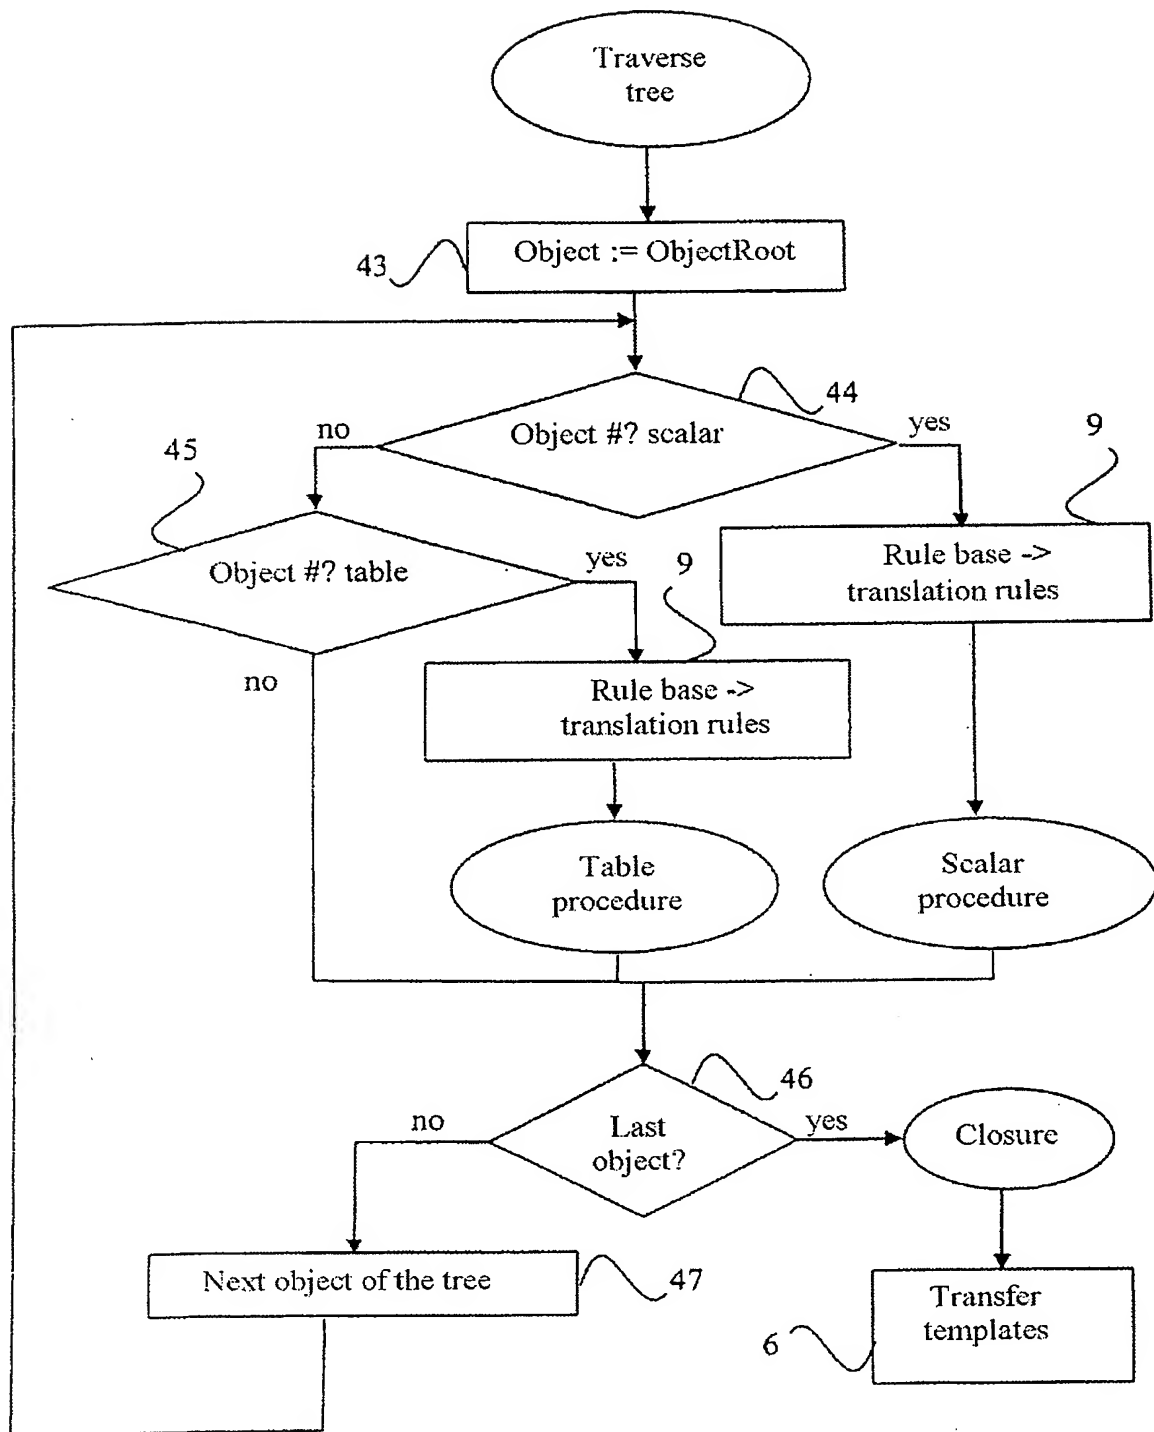 Traverse
tree
Object := ObjectRoot
43
44
Object #? scalar
no
yes
45
9
Object #? table
yes
9
Rule base ->
translation rules
no
Rule base ->
translation rules
Table
procedure
Scalar
procedure
46
no
Last
object?
yes
Closure
Next object of the tree
47
Transfer
templates
6